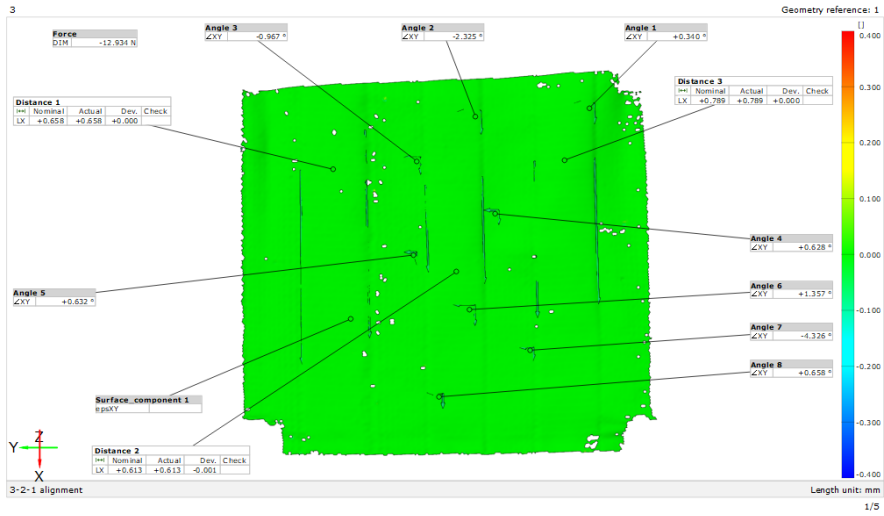 3 Geometry reference: 1
[]
Force
DIM -12.934 N
Angle 3
∠XY -0.967 °
Angle 2
∠XY -2.325 °
Angle 1
∠XY +0.340 °
0.400
0.300
0.200
0.100
0.000
-0.100
-0.200
-0.300
-0.400
Distance 1
Nominal Actual Dev. Check
LX +0.658 +0.658 +0.000
Distance 3
Nominal Actual Dev. Check
LX +0.789 +0.789 +0.000
Angle 4
∠XY +0.628 °
Angle 5
∠XY +0.632 °
Angle 6
∠XY +1.357 °
Angle 7
∠XY -4.326 °
Angle 8
∠XY +0.658 °
Surface_component 1
epsXY
Distance 2
Nominal Actual Dev. Check
LX +0.613 +0.613 -0.001
Y
Z
X
3-2-1 alignment Length unit: mm
1/5